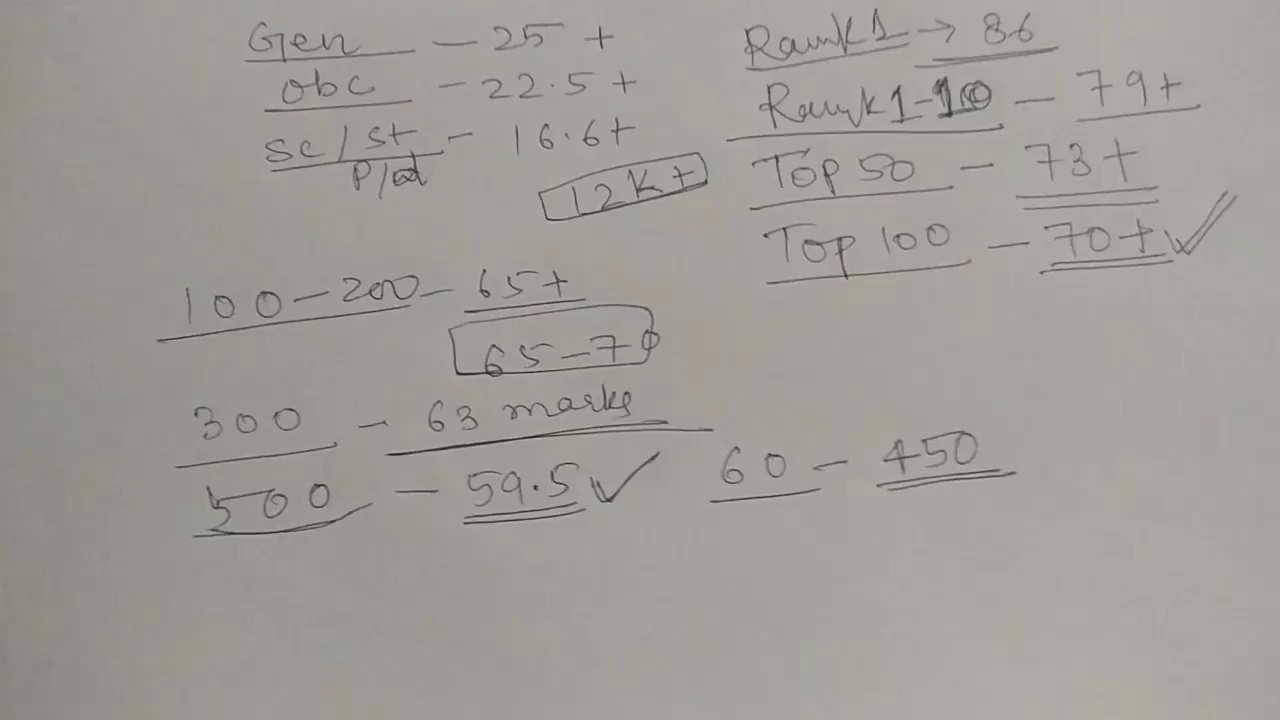 Gen - 25 +
obc - 22.5 +
Sc/St - 16.6+
12K+
Rank 1 → 86
Rank 1-10 - 79+
Top 50 - 73+
Top 100 - 70+ ✓
100 - 200 - 65+
65-70
300 - 63 marks
500 - 59.5 ✓
60 - 450